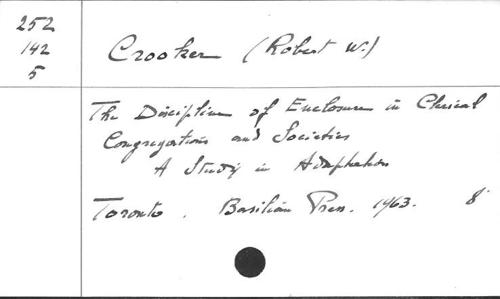 252
142
5
Crooker (Robert W.)
The Discipline of Enclosure in Clerical
Congregations and Societies
A Study in Adaptation
Toronto. Basilian Press. 1963. 8